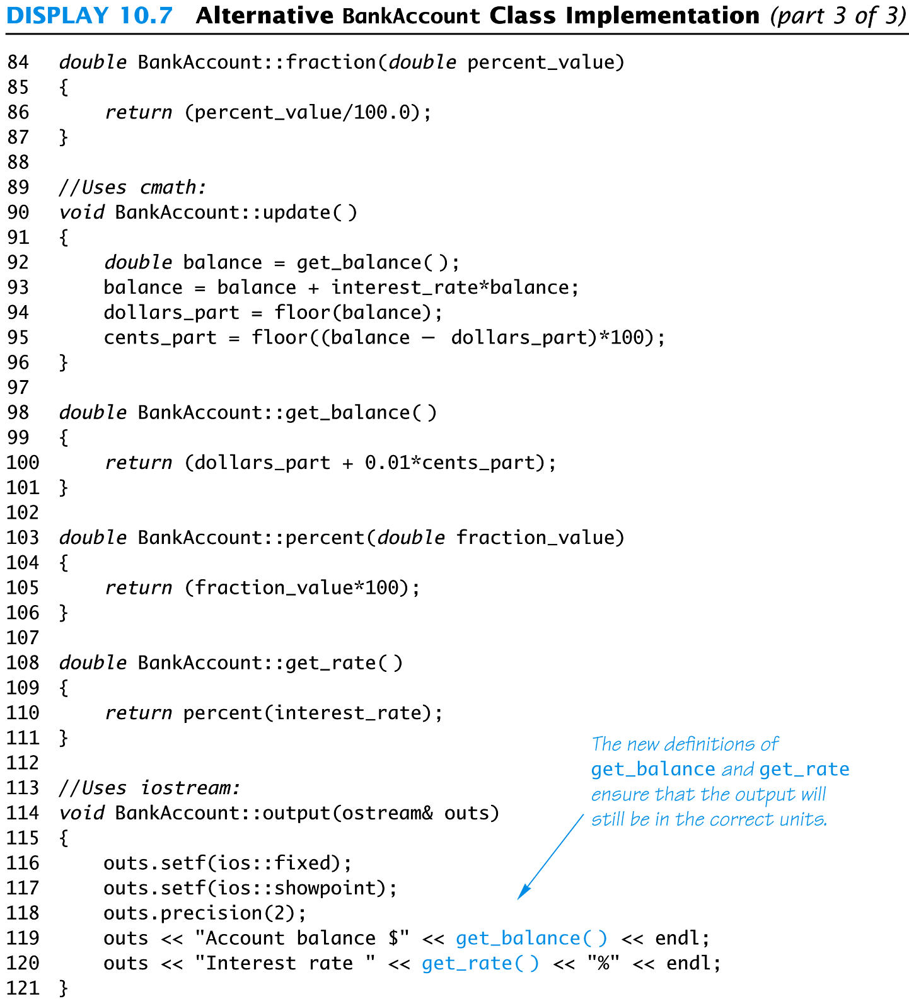 DISPLAY 10.7 Alternative BankAccount Class Implementation (part 3 of 3)
84 double BankAccount::fraction(double percent_value)
85 {
86 return (percent_value/100.0);
87 }
88
89 //Uses cmath:
90 void BankAccount::update( )
91 {
92 double balance = get_balance( );
93 balance = balance + interest_rate*balance;
94 dollars_part = floor(balance);
95 cents_part = floor((balance – dollars_part)*100);
96 }
97
98 double BankAccount::get_balance( )
99 {
100 return (dollars_part + 0.01*cents_part);
101 }
102
103 double BankAccount::percent(double fraction_value)
104 {
105 return (fraction_value*100);
106 }
107
108 double BankAccount::get_rate( )
109 {
110 return percent(interest_rate);
111 }
112
The new definitions of
get_balance and get_rate
ensure that the output will
still be in the correct units.
113 //Uses iostream:
114 void BankAccount::output(ostream& outs)
115 {
116 outs.setf(ios::fixed);
117 outs.setf(ios::showpoint);
118 outs.precision(2);
119 outs << "Account balance $" << get_balance( ) << endl;
120 outs << "Interest rate " << get_rate( ) << "%" << endl;
121 }